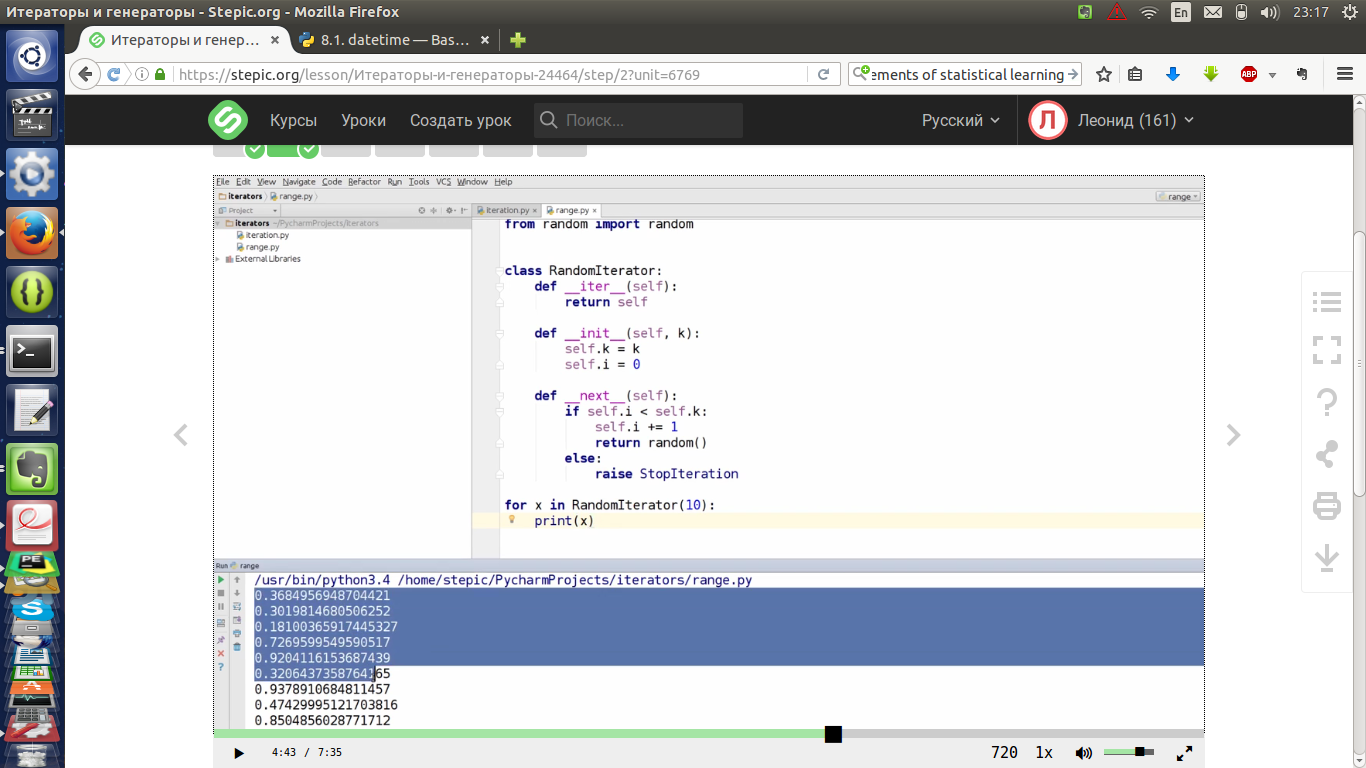 Итераторы и генераторы - Stepic.org - Mozilla Firefox
En
23:17
Итераторы и генер… ×
8.1. datetime — Bas… ×
https://stepic.org/lesson/Итераторы-и-генераторы-24464/step/2?unit=6769
ements of statistical learning
ABP
Курсы Уроки Создать урок Поиск... Русский Леонид (161)
Л
File Edit View Navigate Code Refactor Run Tools VCS Window Help
iterators range.py range
Project iteration.py × range.py ×
iterators ~/PycharmProjects/iterators
iteration.py
range.py
External Libraries
from random import random
class RandomIterator:
def __iter__(self):
return self
def __init__(self, k):
self.k = k
self.i = 0
def __next__(self):
if self.i < self.k:
self.i += 1
return random()
else:
raise StopIteration
for x in RandomIterator(10):
print(x)
Run range
/usr/bin/python3.4 /home/stepic/PycharmProjects/iterators/range.py
0.3684956948704421
0.3019814680506252
0.18100365917445327
0.7269599549590517
0.9204116153687439
0.3206437358764165
0.9378910684811457
0.47429995121703816
0.8504856028771712
4:43 / 7:35 720 1x
PE